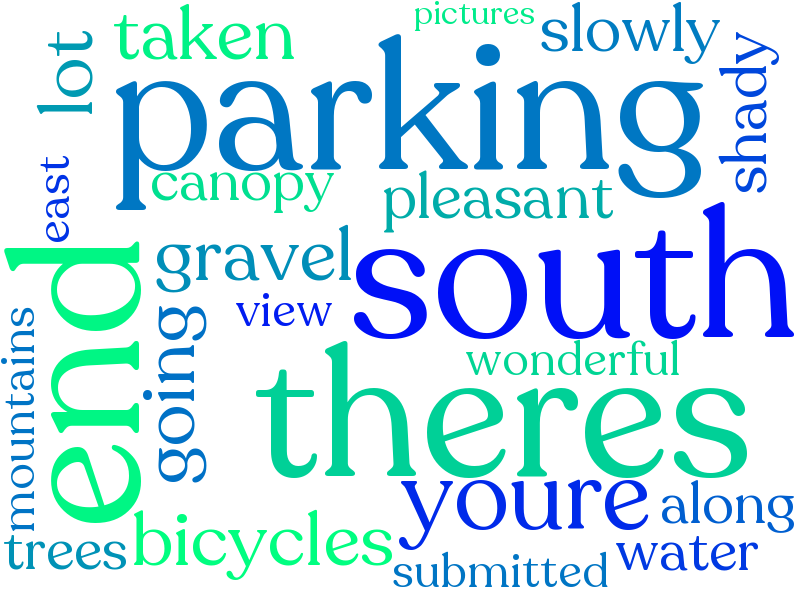 pictures
taken
slowly
lot
parking
shady
east
canopy
pleasant
end
gravel
south
view
going
mountains
wonderful
theres
youre
along
bicycles
trees
water
submitted